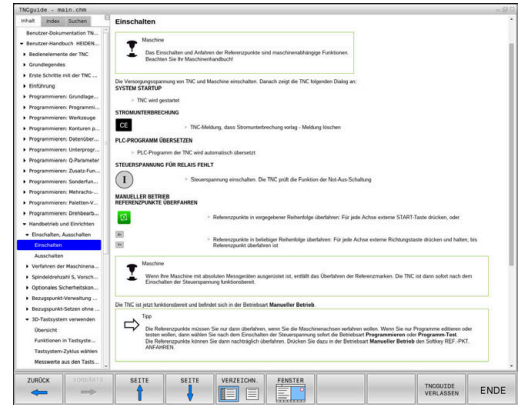 TNCguide - main.chm
Inhalt Index Suchen
Benutzer-Dokumentation TN...
Benutzer-Handbuch HEIDEN...
Bedienelemente der TNC
Grundlegendes
Erste Schritte mit der TNC ...
Einführung
Programmieren: Grundlage...
Programmieren: Programmi...
Programmieren: Werkzeuge
Programmieren: Konturen p...
Programmieren: Datenüber...
Programmieren: Unterprogr...
Programmieren: Q-Parameter
Programmieren: Zusatz-Fun...
Programmieren: Sonderfun...
Programmieren: Mehrachs-...
Programmieren: Paletten-V...
Programmieren: Drehbearb...
Handbetrieb und Einrichten
Einschalten, Ausschalten
Einschalten
Ausschalten
Verfahren der Maschinena...
Spindeldrehzahl S, Vorsch...
Optionales Sicherheitskon...
Bezugspunkt-Verwaltung ...
Bezugspunkt-Setzen ohne ...
3D-Tastsystem verwenden
Übersicht
Funktionen in Tastsyste...
Tastsystem-Zyklus wählen
Messwerte aus den Tasts...
Einschalten
Maschine
Das Einschalten und Anfahren der Referenzpunkte sind maschinenabhängige Funktionen.
Beachten Sie Ihr Maschinenhandbuch!
Die Versorgungsspannung von TNC und Maschine einschalten. Danach zeigt die TNC folgenden Dialog an:
SYSTEM STARTUP
TNC wird gestartet
STROMUNTERBRECHUNG
CE
TNC-Meldung, dass Stromunterbrechung vorlag - Meldung löschen
PLC-PROGRAMM ÜBERSETZEN
PLC-Programm der TNC wird automatisch übersetzt
STEUERSPANNUNG FÜR RELAIS FEHLT
I
Steuerspannung einschalten. Die TNC prüft die Funktion der Not-Aus-Schaltung
MANUELLER BETRIEB
REFERENZPUNKTE ÜBERFAHREN
Referenzpunkte in vorgegebener Reihenfolge überfahren: Für jede Achse externe START-Taste drücken, oder
Referenzpunkte in beliebiger Reihenfolge überfahren: Für jede Achse externe Richtungstaste drücken und halten, bis
Referenzpunkt überfahren ist
Maschine
Wenn Ihre Maschine mit absoluten Messgeräten ausgerüstet ist, entfällt das Überfahren der Referenzmarken. Die TNC ist dann sofort nach dem
Einschalten der Steuerspannung funktionsbereit.
Die TNC ist jetzt funktionsbereit und befindet sich in der Betriebsart Manueller Betrieb.
Tipp
Die Referenzpunkte müssen Sie nur dann überfahren, wenn Sie die Maschinenachsen verfahren wollen. Wenn Sie nur Programme editieren oder
testen wollen, dann wählen Sie nach dem Einschalten der Steuerspannung sofort die Betriebsart Programmieren oder Programm-Test.
Die Referenzpunkte können Sie dann nachträglich überfahren. Drücken Sie dazu in der Betriebsart Manueller Betrieb den Softkey REF.-PKT.
ANFAHREN.
ZURÜCK SEITE SEITE VERZEICHN. FENSTER TNCGUIDE
VERLASSEN ENDE